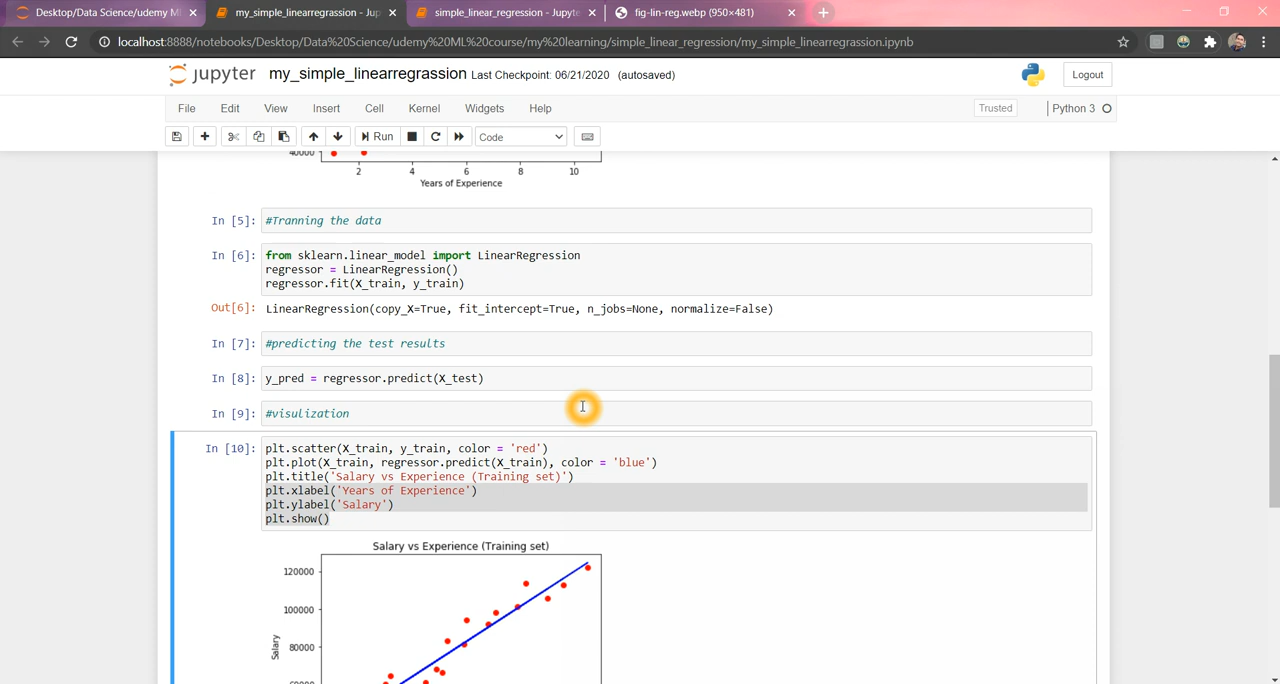 Desktop/Data Science/udemy ML
my_simple_linearregrassion - Jup
simple_linear_regression - Jupyte
fig-lin-reg.webp (950×481)
localhost:8888/notebooks/Desktop/Data%20Science/udemy%20ML%20course/my%20learning/simple_linear_regression/my_simple_linearregrassion.ipynb
jupyter my_simple_linearregrassion Last Checkpoint: 06/21/2020 (autosaved)
Logout
File Edit View Insert Cell Kernel Widgets Help
Trusted
Python 3
Run
Code
40000
2 4 6 8 10
Years of Experience
In [5]: #Tranning the data
In [6]: from sklearn.linear_model import LinearRegression
regressor = LinearRegression()
regressor.fit(X_train, y_train)
Out[6]: LinearRegression(copy_X=True, fit_intercept=True, n_jobs=None, normalize=False)
In [7]: #predicting the test results
In [8]: y_pred = regressor.predict(X_test)
In [9]: #visulization
In [10]: plt.scatter(X_train, y_train, color = 'red')
plt.plot(X_train, regressor.predict(X_train), color = 'blue')
plt.title('Salary vs Experience (Training set)')
plt.xlabel('Years of Experience')
plt.ylabel('Salary')
plt.show()
Salary vs Experience (Training set)
120000
100000
80000
Salary
60000